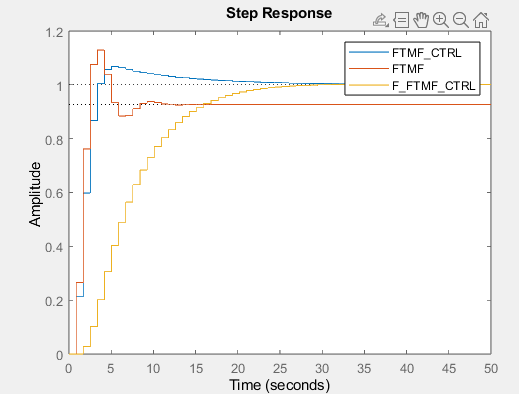 Step Response
FTMF_CTRL
FTMF
F_FTMF_CTRL
1.2
1
0.8
0.6
0.4
0.2
0
Amplitude
0 5 10 15 20 25 30 35 40 45 50
Time (seconds)